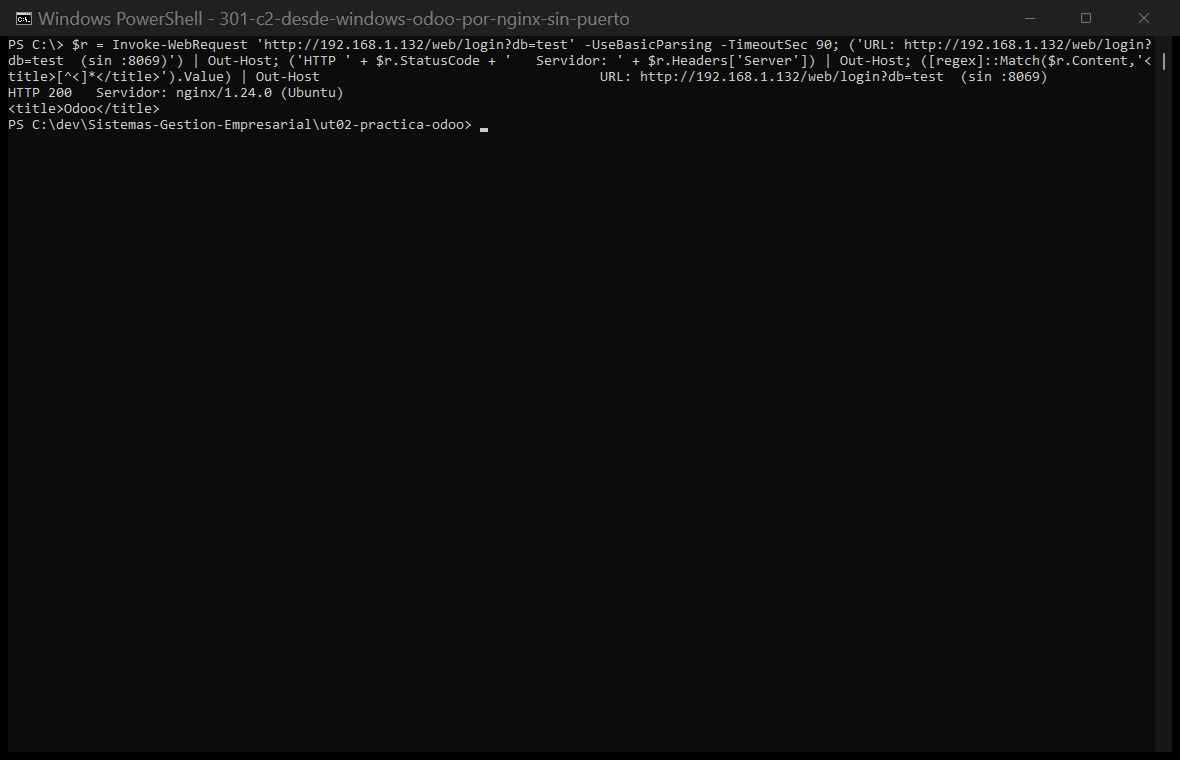 Windows PowerShell - 301-c2-desde-windows-odoo-por-nginx-sin-puerto
PS C:\> $r = Invoke-WebRequest 'http://192.168.1.132/web/login?db=test' -UseBasicParsing -TimeoutSec 90; ('URL: http://192.168.1.132/web/login?
db=test  (sin :8069)') | Out-Host; ('HTTP ' + $r.StatusCode + '   Servidor: ' + $r.Headers['Server']) | Out-Host; ([regex]::Match($r.Content,'<
title>[^<]*</title>').Value) | Out-Host                                   URL: http://192.168.1.132/web/login?db=test  (sin :8069)
HTTP 200   Servidor: nginx/1.24.0 (Ubuntu)
<title>Odoo</title>
PS C:\dev\Sistemas-Gestion-Empresarial\ut02-practica-odoo>